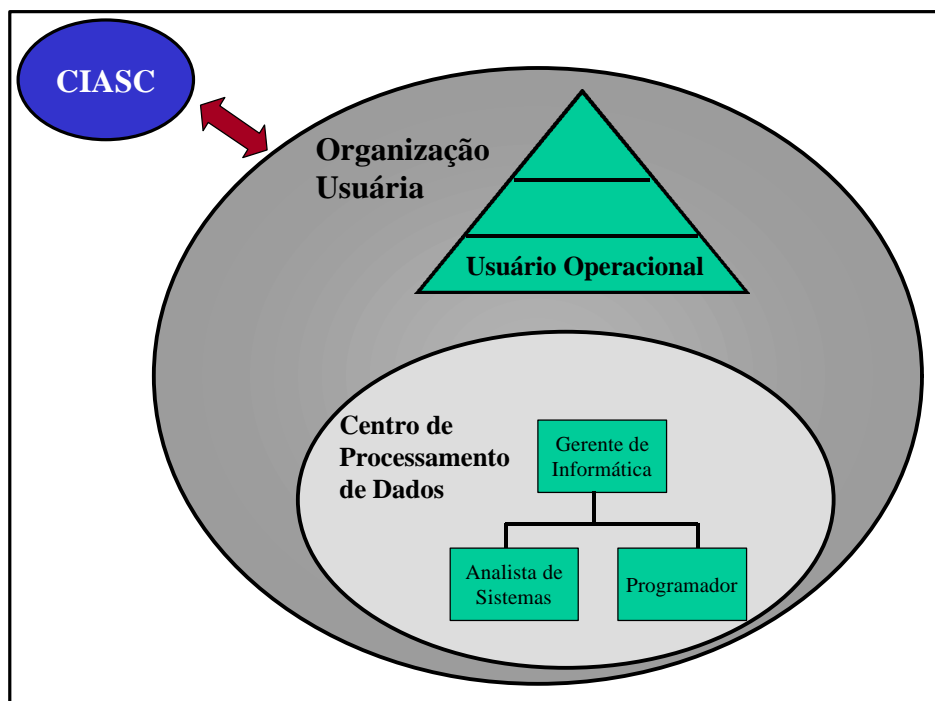 CIASC
Organização
Usuária
Usuário Operacional
Centro de
Processamento
de Dados
Gerente de
Informática
Analista de
Sistemas
Programador